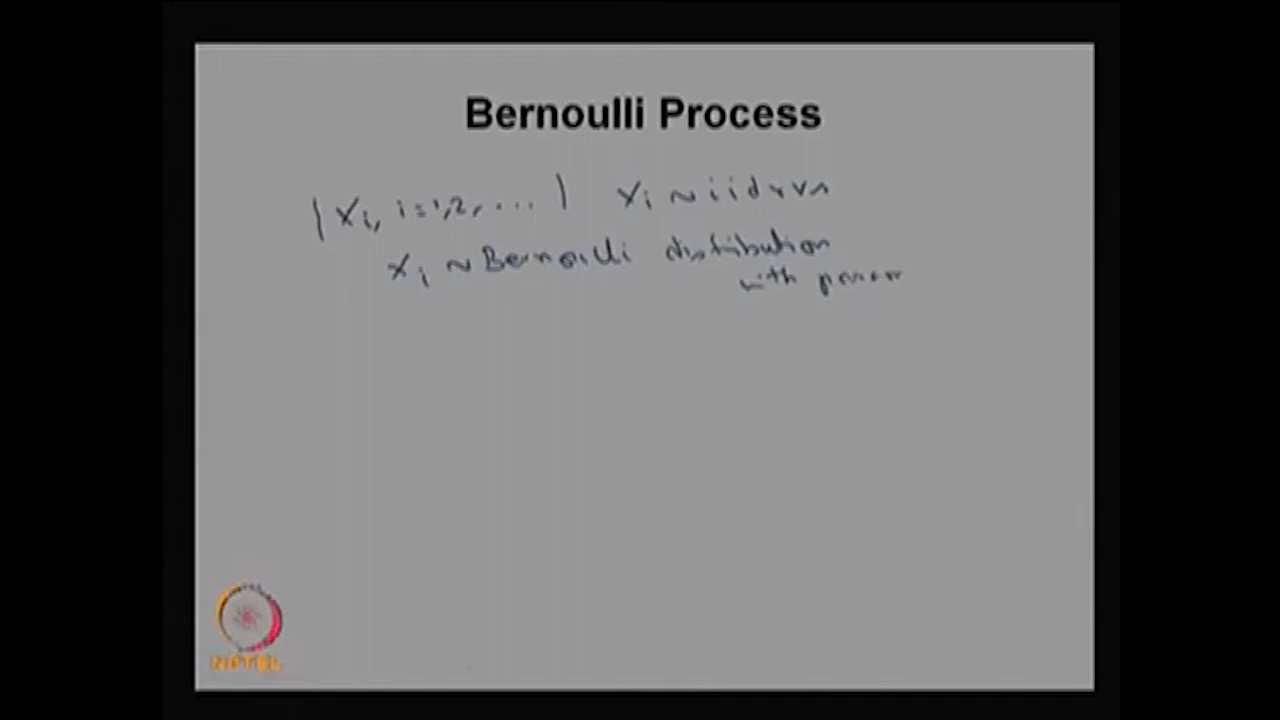 Bernoulli Process
{Xi, i=1,2, ....} Xi ~ iid rvs
Xi ~ Bernoulli distribution
with param
NPTEL